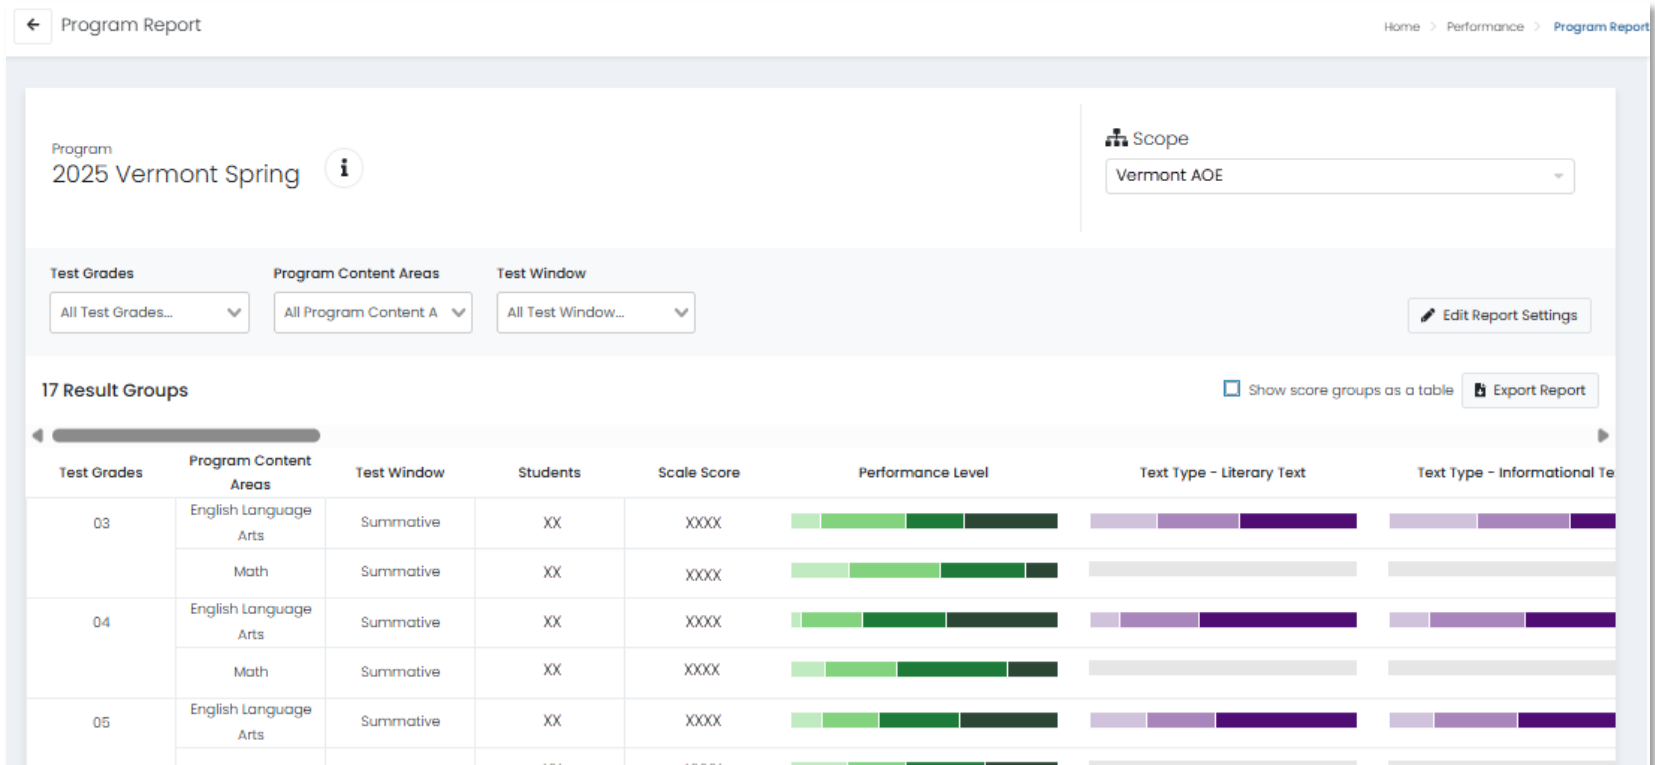 Program Report
Home > Performance > Program Report
Program
2025 Vermont Spring
i
Scope
Vermont AOE
Test Grades
Program Content Areas
Test Window
All Test Grades...
All Program Content A
All Test Window...
Edit Report Settings
17 Result Groups
Show score groups as a table
Export Report
Test Grades
Program Content
Areas
Test Window
Students
Scale Score
Performance Level
Text Type - Literary Text
Text Type - Informational Te
03
English Language
Arts
Summative
XX
XXXX
Math
Summative
XX
XXXX
04
English Language
Arts
Summative
XX
XXXX
Math
Summative
XX
XXXX
05
English Language
Arts
Summative
XX
XXXX